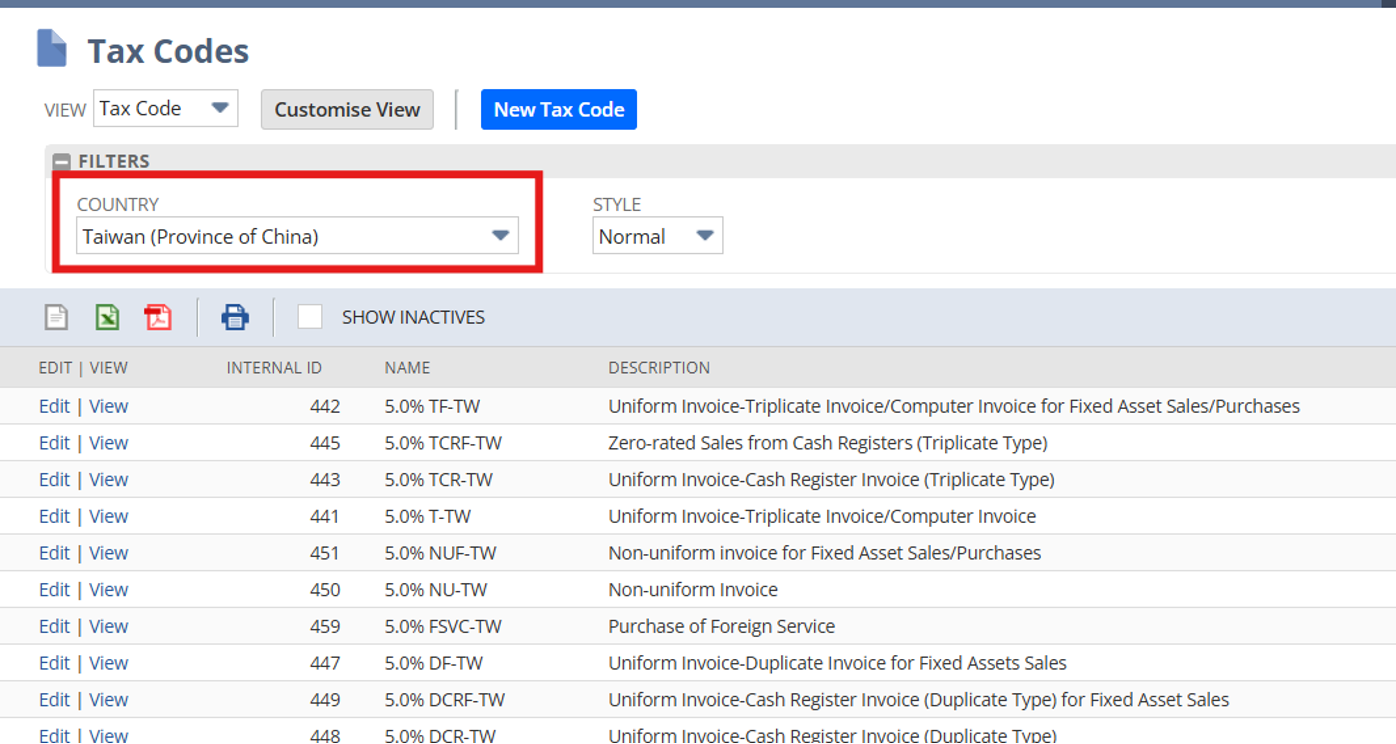 Tax Codes
VIEW Tax Code Customise View New Tax Code
FILTERS
COUNTRY STYLE
Taiwan (Province of China) Normal
SHOW INACTIVES
EDIT | VIEW INTERNAL ID NAME DESCRIPTION
Edit | View 442 5.0% TF-TW Uniform Invoice-Triplicate Invoice/Computer Invoice for Fixed Asset Sales/Purchases
Edit | View 445 5.0% TCRF-TW Zero-rated Sales from Cash Registers (Triplicate Type)
Edit | View 443 5.0% TCR-TW Uniform Invoice-Cash Register Invoice (Triplicate Type)
Edit | View 441 5.0% T-TW Uniform Invoice-Triplicate Invoice/Computer Invoice
Edit | View 451 5.0% NUF-TW Non-uniform invoice for Fixed Asset Sales/Purchases
Edit | View 450 5.0% NU-TW Non-uniform Invoice
Edit | View 459 5.0% FSVC-TW Purchase of Foreign Service
Edit | View 447 5.0% DF-TW Uniform Invoice-Duplicate Invoice for Fixed Assets Sales
Edit | View 449 5.0% DCRF-TW Uniform Invoice-Cash Register Invoice (Duplicate Type) for Fixed Asset Sales
Edit | View 448 5.0% DCR-TW Uniform Invoice-Cash Register Invoice (Duplicate Type)